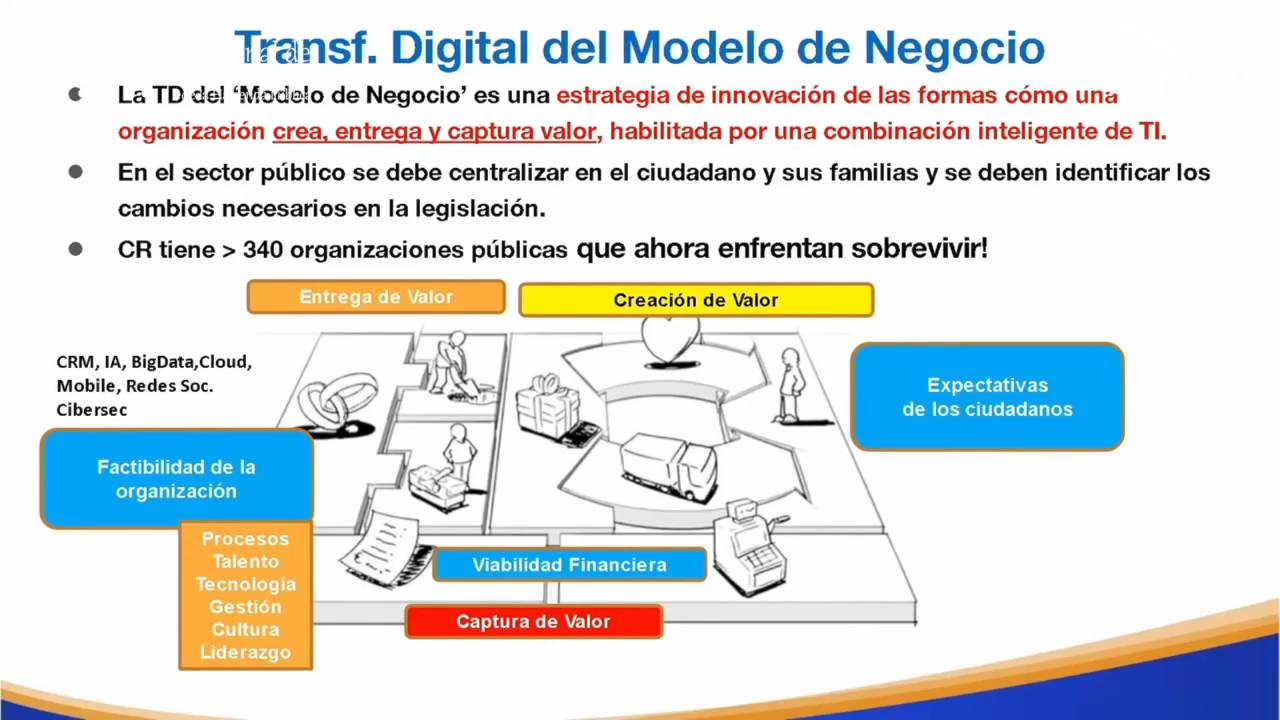 Transf. Digital del Modelo de Negocio
La TD del 'Modelo de Negocio' es una estrategia de innovación de las formas cómo una
organización crea, entrega y captura valor, habilitada por una combinación inteligente de TI.
En el sector público se debe centralizar en el ciudadano y sus familias y se deben identificar los
cambios necesarios en la legislación.
CR tiene > 340 organizaciones públicas que ahora enfrentan sobrevivir!
Entrega de Valor
Creación de Valor
CRM, IA, BigData,Cloud,
Mobile, Redes Soc.
Cibersec
Expectativas
de los ciudadanos
Factibilidad de la
organización
Procesos
Talento
Tecnología
Gestión
Cultura
Liderazgo
Viabilidad Financiera
Captura de Valor